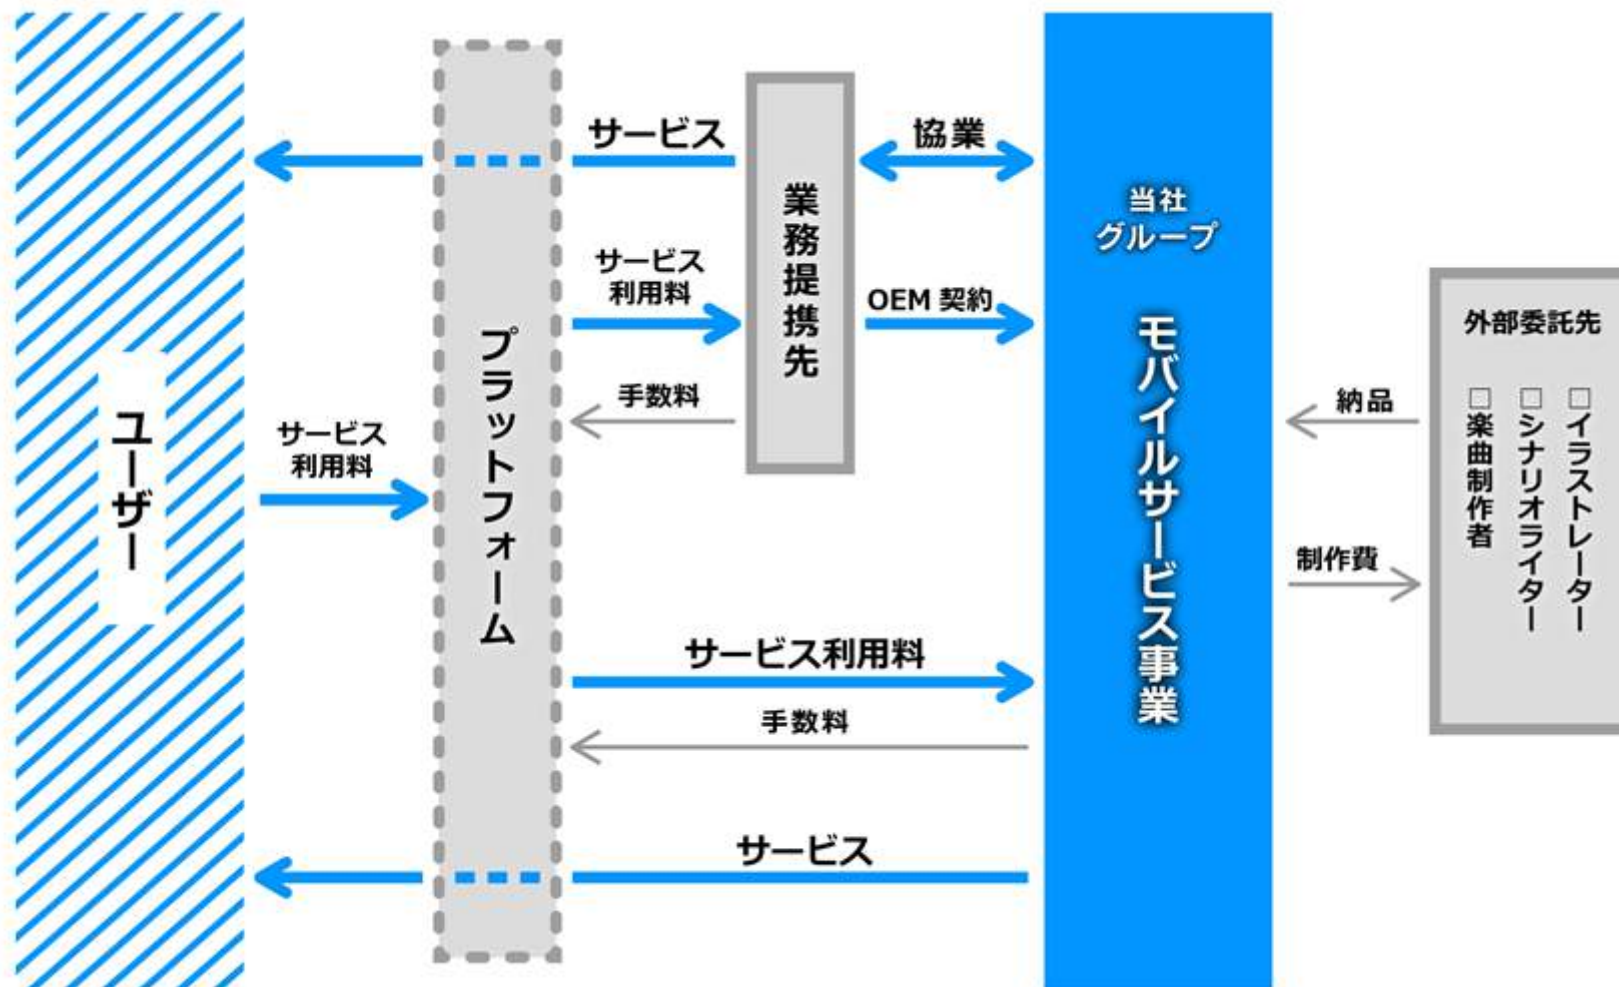 ユーザー
サービス
利用料
プラットフォーム
サービス
サービス
利用料
手数料
業務提携先
協業
OEM 契約
サービス利用料
手数料
サービス
当社
グループ
モバイルサービス事業
納品
制作費
外部委託先
□イラストレーター
□シナリオライター
□楽曲制作者